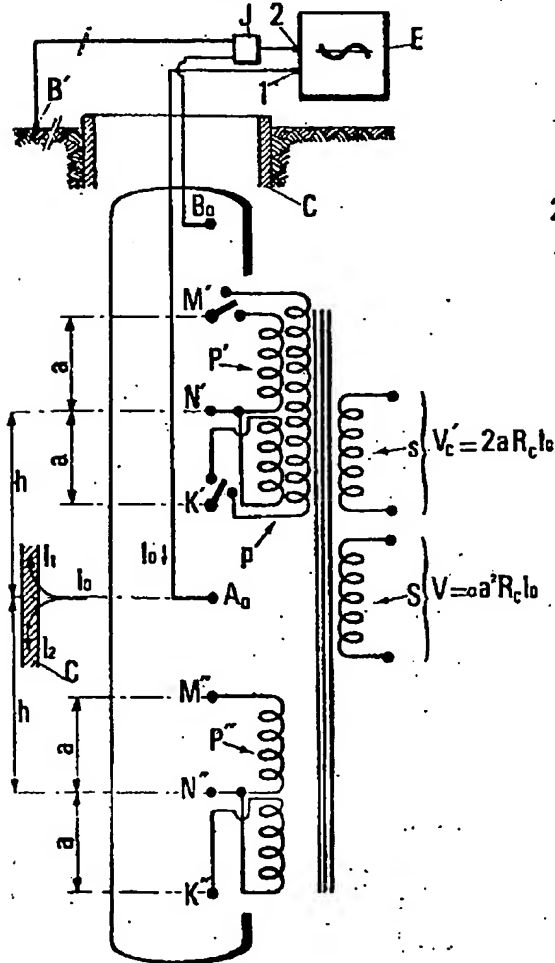 J
2
E
i
1
B'
C
B₀
2
M'
a
P'
N'
a
h
S
V'c = 2aRcI₀
K'
I₀
p
I₁
I₀
A₀
S
V = αa²RcI₀
I₂
C
h
M"
a
P"
N"
a
K"